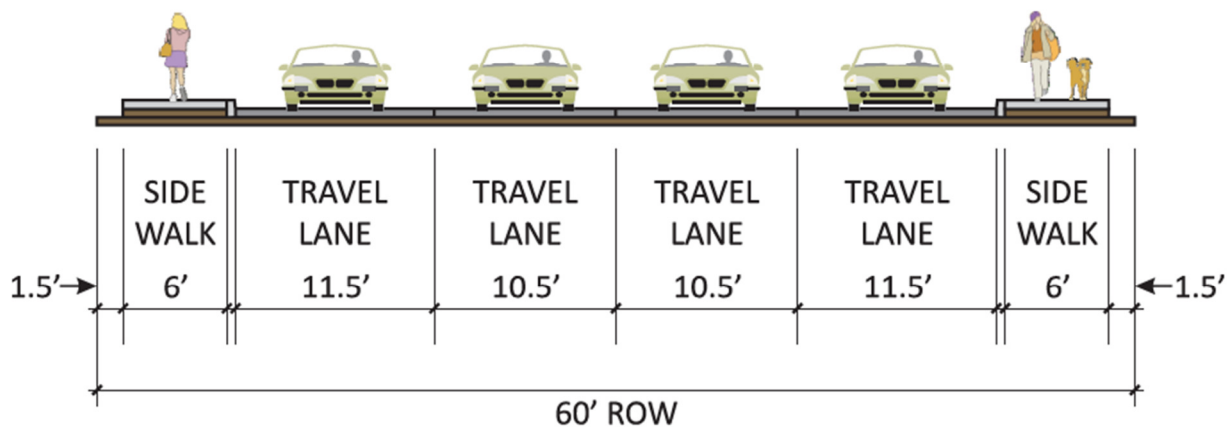 SIDE TRAVEL TRAVEL TRAVEL TRAVEL SIDE
WALK LANE LANE LANE LANE WALK
1.5’ 6’ 11.5’ 10.5’ 10.5’ 11.5’ 6’ 1.5’
60’ ROW